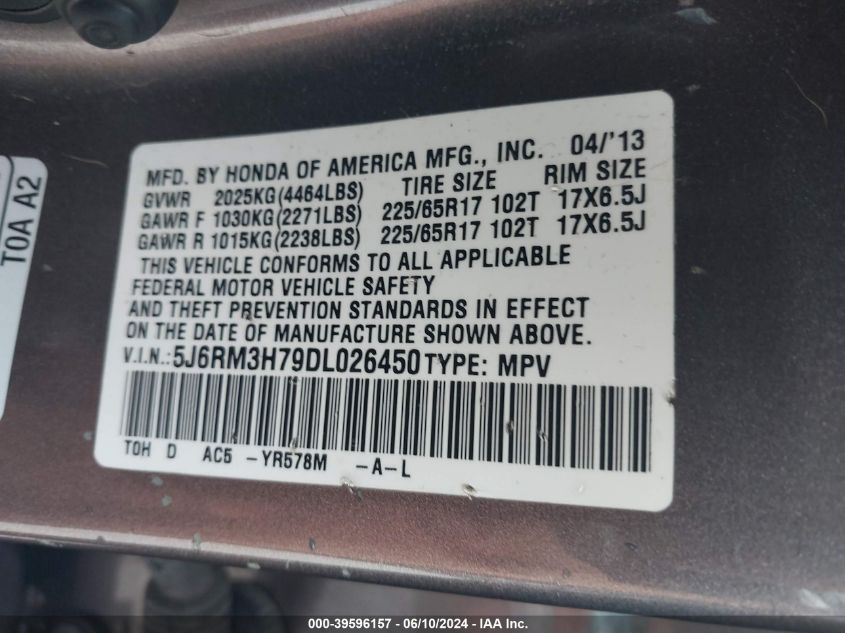 TOA A2
MFD. BY HONDA OF AMERICA MFG., INC. 04/'13
GVWR 2025KG(4464LBS) TIRE SIZE RIM SIZE
GAWR F 1030KG(2271LBS) 225/65R17 102T 17X6.5J
GAWR R 1015KG(2238LBS) 225/65R17 102T 17X6.5J
THIS VEHICLE CONFORMS TO ALL APPLICABLE
FEDERAL MOTOR VEHICLE SAFETY
AND THEFT PREVENTION STANDARDS IN EFFECT
ON THE DATE OF MANUFACTURE SHOWN ABOVE.
V.I.N.:5J6RM3H79DL026450 TYPE: MPV
TOH D AC5 -YR578M -A-L
000-39596157 - 06/10/2024 - IAA Inc.